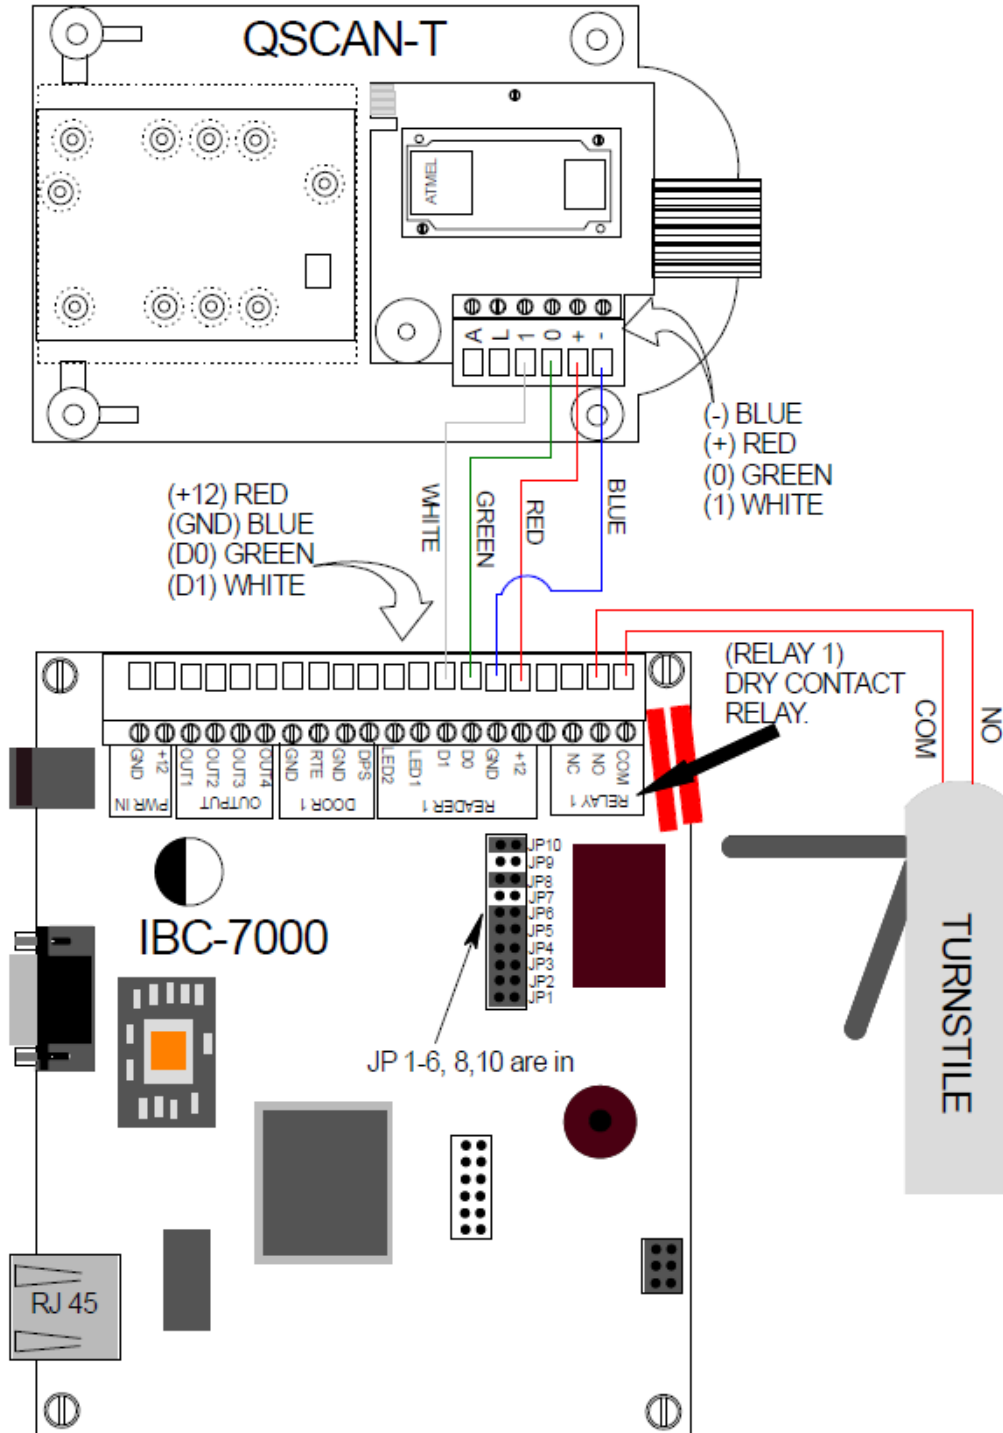 QSCAN-T
ATMEL
A L 1 0 + -
(-) BLUE
(+) RED
(0) GREEN
(1) WHITE
(+12) RED
(GND) BLUE
(D0) GREEN
(D1) WHITE
WHITE
GREEN
RED
BLUE
(RELAY 1)
DRY CONTACT
RELAY.
COM
NO
GND +12 OUT1 OUT2 OUT3 OUT4 GND RTE GND DPS LED2 LED1 D1 D0 GND +12 NC NO COM
PWR IN OUTPUT DOOR 1 READER 1 RELAY 1
JP10
JP9
JP8
JP7
JP6
JP5
JP4
JP3
JP2
JP1
IBC-7000
JP 1-6, 8,10 are in
TURNSTILE
RJ 45